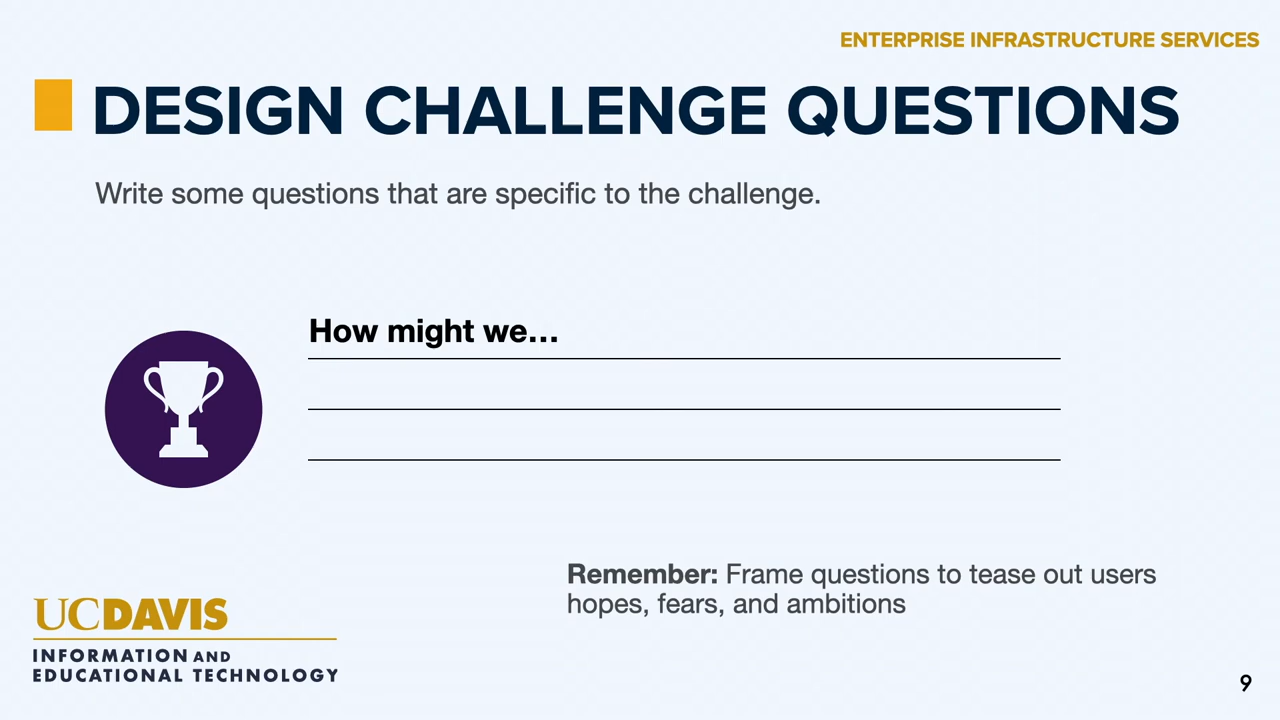 ENTERPRISE INFRASTRUCTURE SERVICES
DESIGN CHALLENGE QUESTIONS
Write some questions that are specific to the challenge.
How might we...
Remember: Frame questions to tease out users
hopes, fears, and ambitions
UCDAVIS
INFORMATION AND
EDUCATIONAL TECHNOLOGY
9